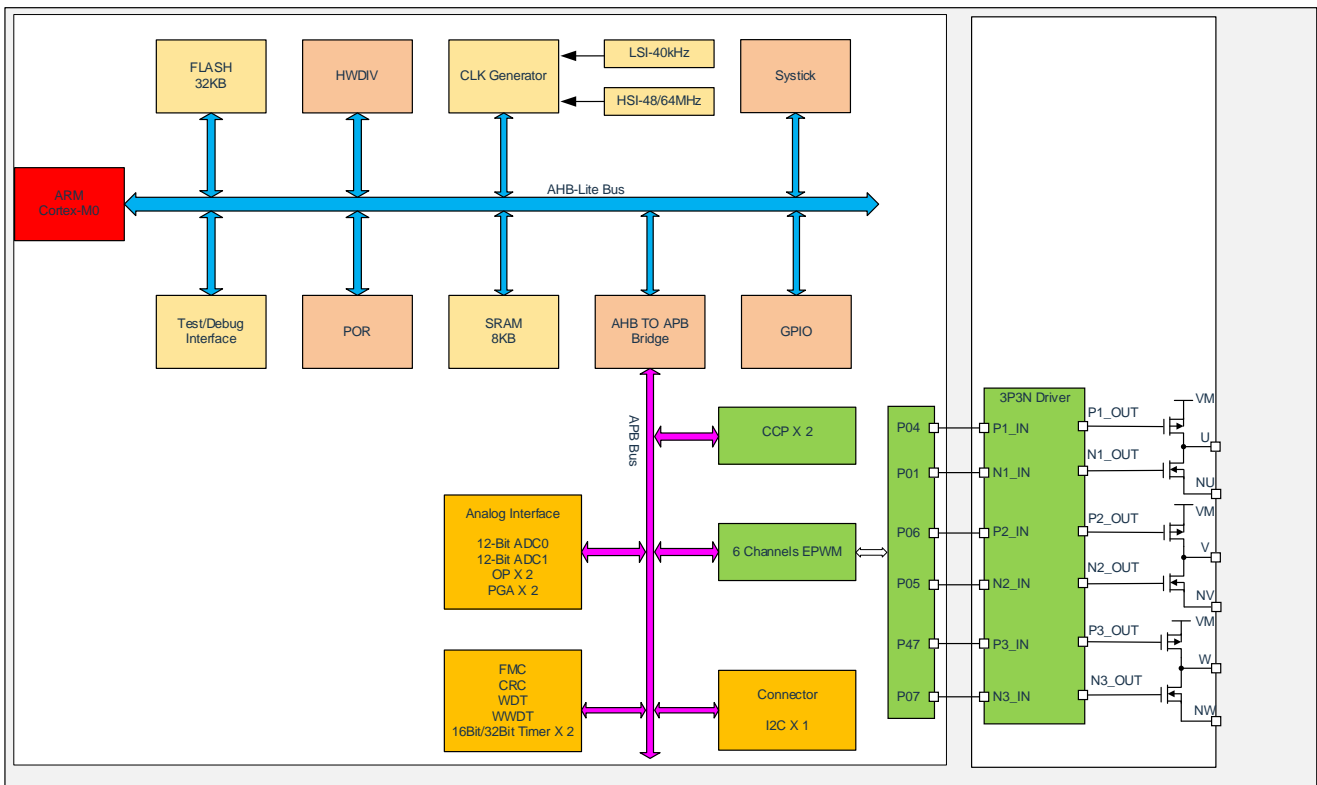 FLASH
32KB
HWDIV
CLK Generator
LSI-40kHz
HSI-48/64MHz
Systick
ARM
Cortex-M0
AHB-Lite Bus
Test/Debug
Interface
POR
SRAM
8KB
AHB TO APB
Bridge
GPIO
APB Bus
CCP X 2
Analog Interface
12-Bit ADC0
12-Bit ADC1
OP X 2
PGA X 2
6 Channels EPWM
FMC
CRC
WDT
WWDT
16Bit/32Bit Timer X 2
Connector
I2C X 1
P04
P01
P06
P05
P47
P07
3P3N Driver
P1_IN
N1_IN
P2_IN
N2_IN
P3_IN
N3_IN
P1_OUT
N1_OUT
P2_OUT
N2_OUT
P3_OUT
N3_OUT
VM
U
NU
VM
V
NV
VM
W
NW